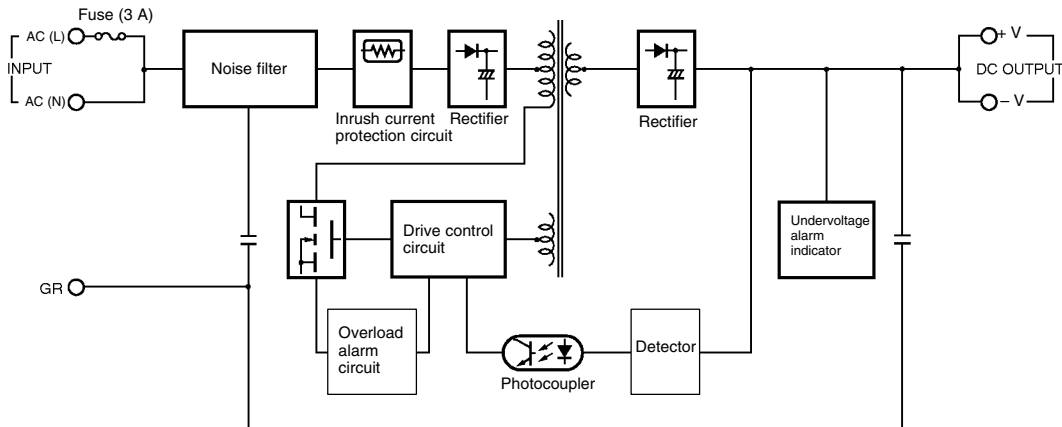 Fuse (3 A)
AC (L)
INPUT
AC (N)
Noise filter
Inrush current
protection circuit
Rectifier
Rectifier
+ V
DC OUTPUT
– V
Drive control
circuit
Undervoltage
alarm
indicator
GR
Overload
alarm
circuit
Photocoupler
Detector